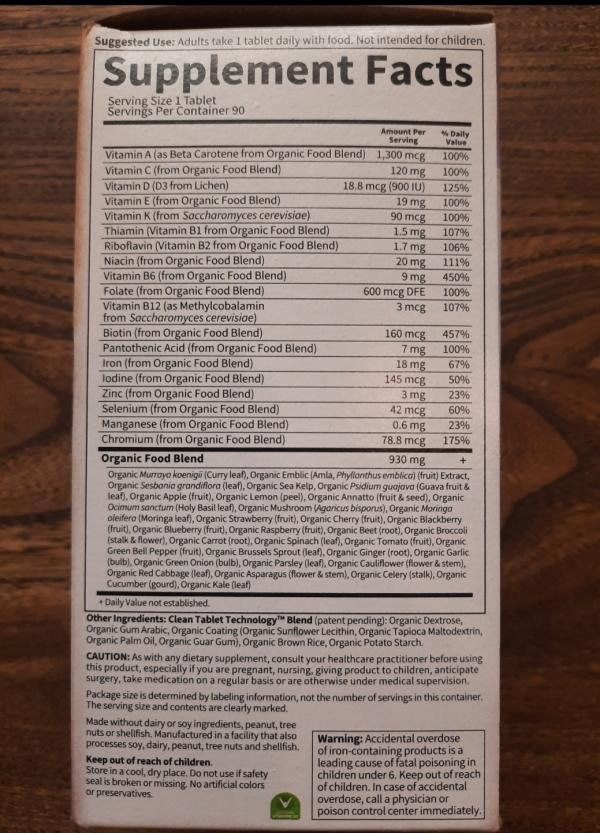 Suggested Use: Adults take 1 tablet daily with food. Not intended for children.
Supplement Facts
Serving Size 1 Tablet
Servings Per Container 90
Amount Per Serving % Daily Value
Vitamin A (as Beta Carotene from Organic Food Blend) 1,300 mcg 100%
Vitamin C (from Organic Food Blend) 120 mg 100%
Vitamin D (D3 from Lichen) 18.8 mcg (900 IU) 125%
Vitamin E (from Organic Food Blend) 19 mg 100%
Vitamin K (from Saccharomyces cerevisiae) 90 mcg 100%
Thiamin (Vitamin B1 from Organic Food Blend) 1.5 mg 107%
Riboflavin (Vitamin B2 from Organic Food Blend) 1.7 mg 106%
Niacin (from Organic Food Blend) 20 mg 111%
Vitamin B6 (from Organic Food Blend) 9 mg 450%
Folate (from Organic Food Blend) 600 mcg DFE 100%
Vitamin B12 (as Methylcobalamin 3 mcg 107%
from Saccharomyces cerevisiae)
Biotin (from Organic Food Blend) 160 mcg 457%
Pantothenic Acid (from Organic Food Blend) 7 mg 100%
Iron (from Organic Food Blend) 18 mg 67%
Iodine (from Organic Food Blend) 145 mcg 50%
Zinc (from Organic Food Blend) 3 mg 23%
Selenium (from Organic Food Blend) 42 mcg 60%
Manganese (from Organic Food Blend) 0.6 mg 23%
Chromium (from Organic Food Blend) 78.8 mcg 175%
Organic Food Blend 930 mg +
Organic Murraya koenigii (Curry leaf), Organic Emblic (Amla, Phyllanthus emblica) (fruit) Extract,
Organic Sesbania grandiflora (leaf), Organic Sea Kelp, Organic Psidium guajava (Guava fruit &
leaf), Organic Apple (fruit), Organic Lemon (peel), Organic Annatto (fruit & seed), Organic
Ocimum sanctum (Holy Basil leaf), Organic Mushroom (Agaricus bisporus), Organic Moringa
oleifera (Moringa leaf), Organic Strawberry (fruit), Organic Cherry (fruit), Organic Blackberry
(fruit), Organic Blueberry (fruit), Organic Raspberry (fruit), Organic Beet (root), Organic Broccoli
(stalk & flower), Organic Carrot (root), Organic Spinach (leaf), Organic Tomato (fruit), Organic
Green Bell Pepper (fruit), Organic Brussels Sprout (leaf), Organic Ginger (root), Organic Garlic
(bulb), Organic Green Onion (bulb), Organic Parsley (leaf), Organic Cauliflower (flower & stem),
Organic Red Cabbage (leaf), Organic Asparagus (flower & stem), Organic Celery (stalk), Organic
Cucumber (gourd), Organic Kale (leaf)
+ Daily Value not established.
Other Ingredients: Clean Tablet Technology™ Blend (patent pending): Organic Dextrose,
Organic Gum Arabic, Organic Coating (Organic Sunflower Lecithin, Organic Tapioca Maltodextrin,
Organic Palm Oil, Organic Guar Gum), Organic Brown Rice, Organic Potato Starch.
CAUTION: As with any dietary supplement, consult your healthcare practitioner before using
this product, especially if you are pregnant, nursing, giving product to children, anticipate
surgery, take medication on a regular basis or are otherwise under medical supervision.
Package size is determined by labeling information, not the number of servings in this container.
The serving size and contents are clearly marked.
Made without dairy or soy ingredients, peanut, tree
nuts or shellfish. Manufactured in a facility that also
processes soy, dairy, peanut, tree nuts and shellfish.
Keep out of reach of children.
Store in a cool, dry place. Do not use if safety
seal is broken or missing. No artificial colors
or preservatives.
Warning: Accidental overdose
of iron-containing products is a
leading cause of fatal poisoning in
children under 6. Keep out of reach
of children. In case of accidental
overdose, call a physician or
poison control center immediately.